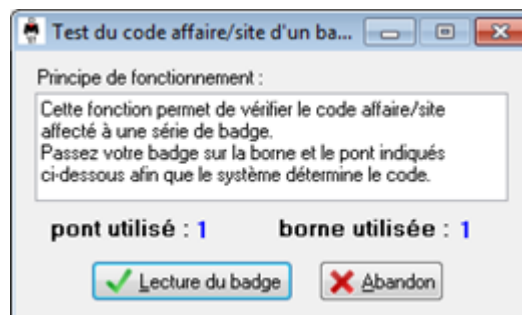 Test du code affaire/site d'un ba...
Principe de fonctionnement :
Cette fonction permet de vérifier le code affaire/site
affecté à une série de badge.
Passez votre badge sur la borne et le pont indiqués
ci-dessous afin que le système détermine le code.
pont utilisé : 1 borne utilisée : 1
Lecture du badge Abandon